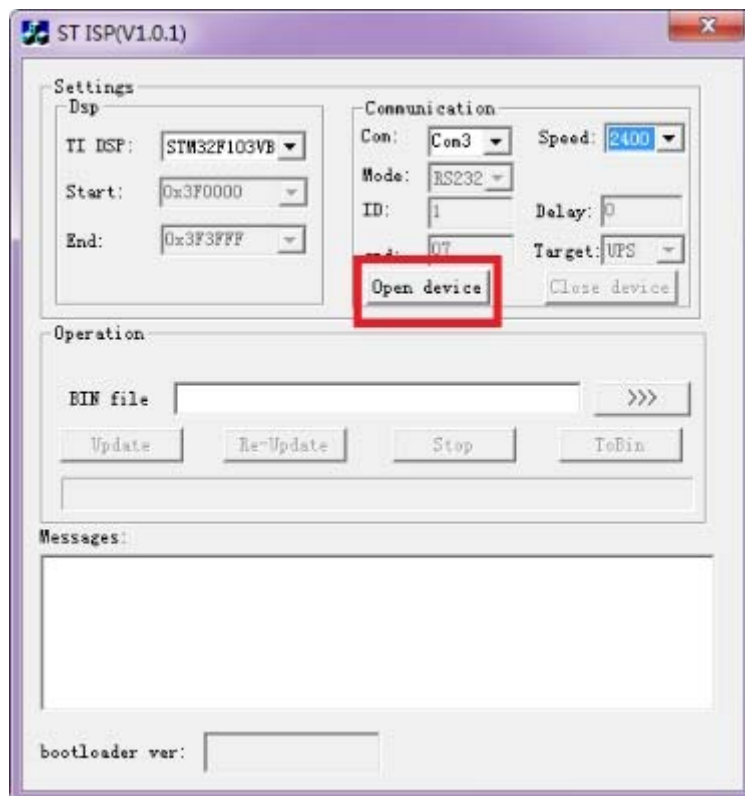 ST ISP(V1.0.1)
Settings
Dsp
TI DSP: STM32F103VB
Start: 0x3F0000
End: 0x3F3FFF
Communication
Com: Com3 Speed: 2400
Mode: RS232
ID: 1 Delay: 0
07 Target: UPS
Open device Close device
Operation
BIN file >>>
Update Re-Update Stop ToBin
Messages:
bootloader ver: